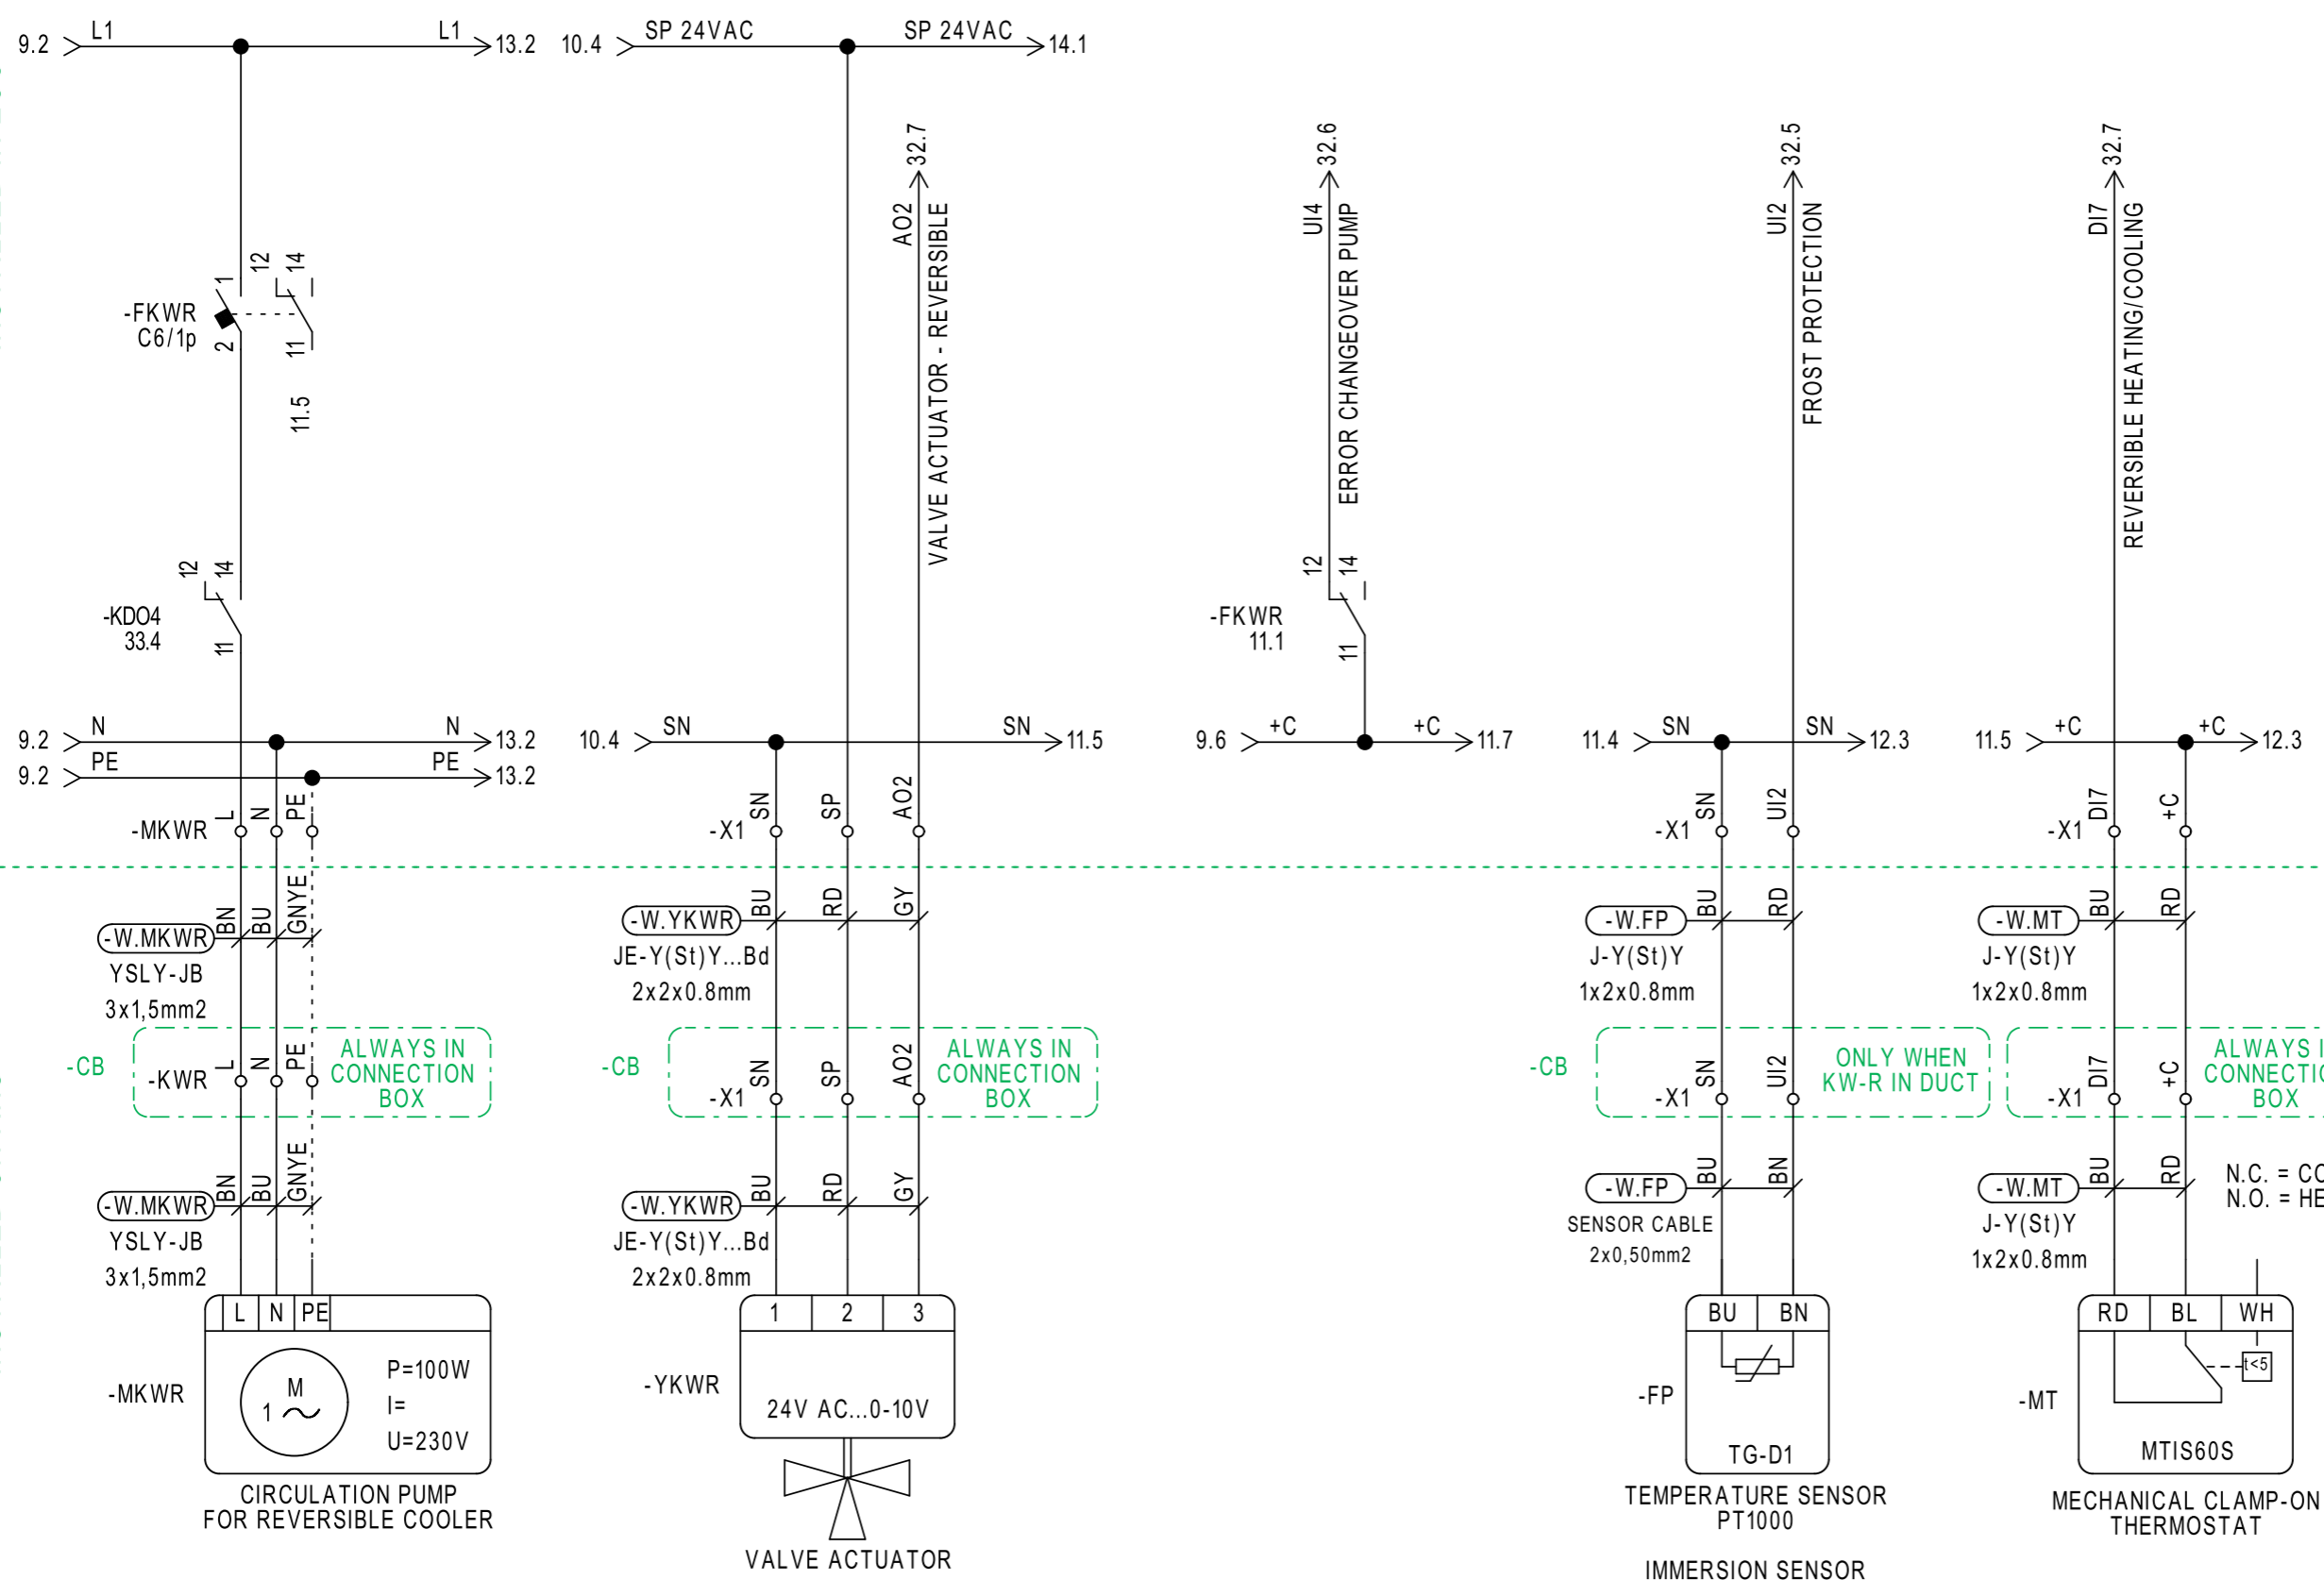 9.2 L1 L1 13.2
10.4 SP 24VAC SP 24VAC 14.1
32.7
AO2
VALVE ACTUATOR - REVERSIBLE
32.6
UI4
ERROR CHANGEOVER PUMP
32.5
UI2
FROST PROTECTION
32.7
DI7
REVERSIBLE HEATING/COOLING
-FKWR
C6/1p
1
2
12 14
11
11.5
-KDO4
33.4
12 14
11
-FKWR
11.1
12 14
11
9.2 N N 13.2
9.2 PE PE 13.2
10.4 SN SN 11.5
9.6 +C +C 11.7
11.4 SN SN 12.3
11.5 +C +C 12.3
-MKWR L N PE
-X1 SN SP AO2
-X1 SN UI2
-X1 DI7 +C
-W.MKWR BN BU GNYE
YSLY-JB
3x1,5mm2
-W.YKWR BU RD GY
JE-Y(St)Y...Bd
2x2x0.8mm
-W.FP BU RD
J-Y(St)Y
1x2x0.8mm
-W.MT BU RD
J-Y(St)Y
1x2x0.8mm
-CB
-KWR L N PE
ALWAYS IN
CONNECTION
BOX
-CB
-X1 SN SP AO2
ALWAYS IN
CONNECTION
BOX
-CB
-X1 SN UI2
ONLY WHEN
KW-R IN DUCT
-X1 DI7 +C
ALWAYS
BOX
-W.MKWR BN BU GNYE
YSLY-JB
3x1,5mm2
-W.YKWR BU RD GY
JE-Y(St)Y...Bd
2x2x0.8mm
-W.FP BU BN
SENSOR CABLE
2x0,50mm2
-W.MT BU RD
J-Y(St)Y
1x2x0.8mm
N.C. =
N.O. =
L N PE
-MKWR
M
1
P=100W
I=
U=230V
CIRCULATION PUMP
FOR REVERSIBLE COOLER
1 2 3
-YKWR
24V AC...0-10V
VALVE ACTUATOR
BU BN
-FP
TG-D1
TEMPERATURE SENSOR
PT1000
IMMERSION SENSOR
RD BL WH
t<5
-MT
MTIS60S
MECHANICAL CLAMP-ON
THERMOSTAT